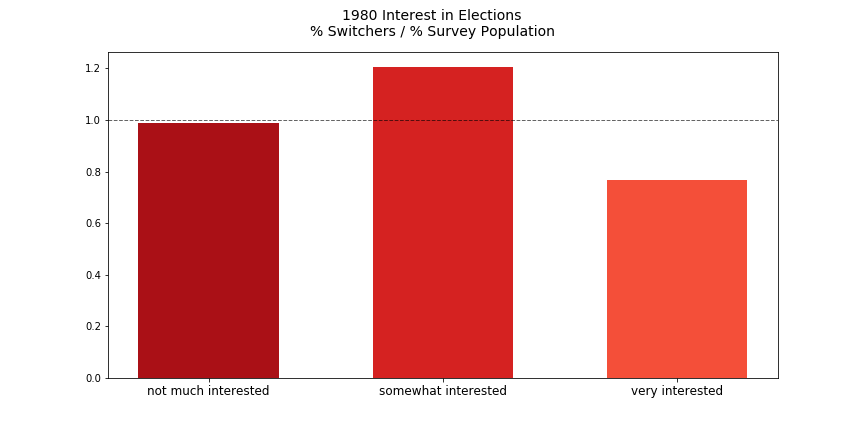 1980 Interest in Elections
% Switchers / % Survey Population
1.2
1.0
0.8
0.6
0.4
0.2
0.0
not much interested
somewhat interested
very interested